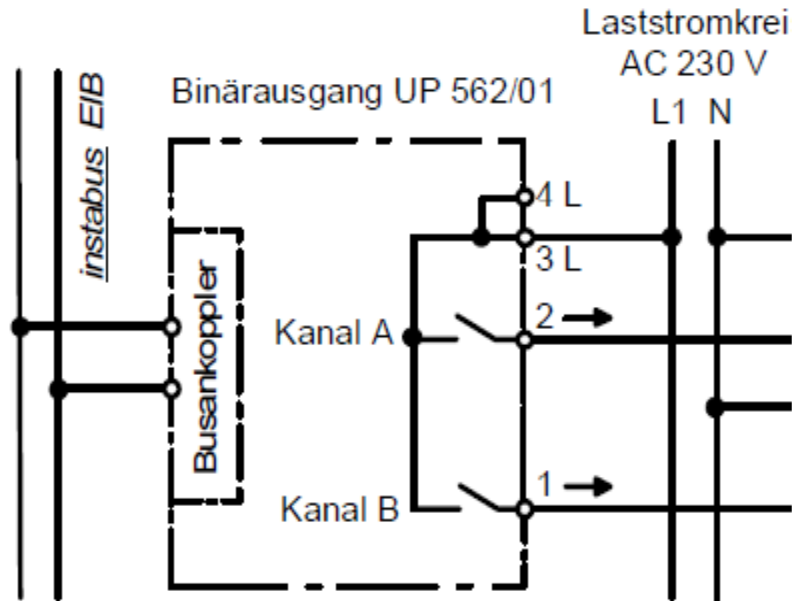 Laststromkrei
AC 230 V
L1 N
Binärausgang UP 562/01
instabus EIB
4 L
3 L
Busankoppler
Kanal A
2
Kanal B
1